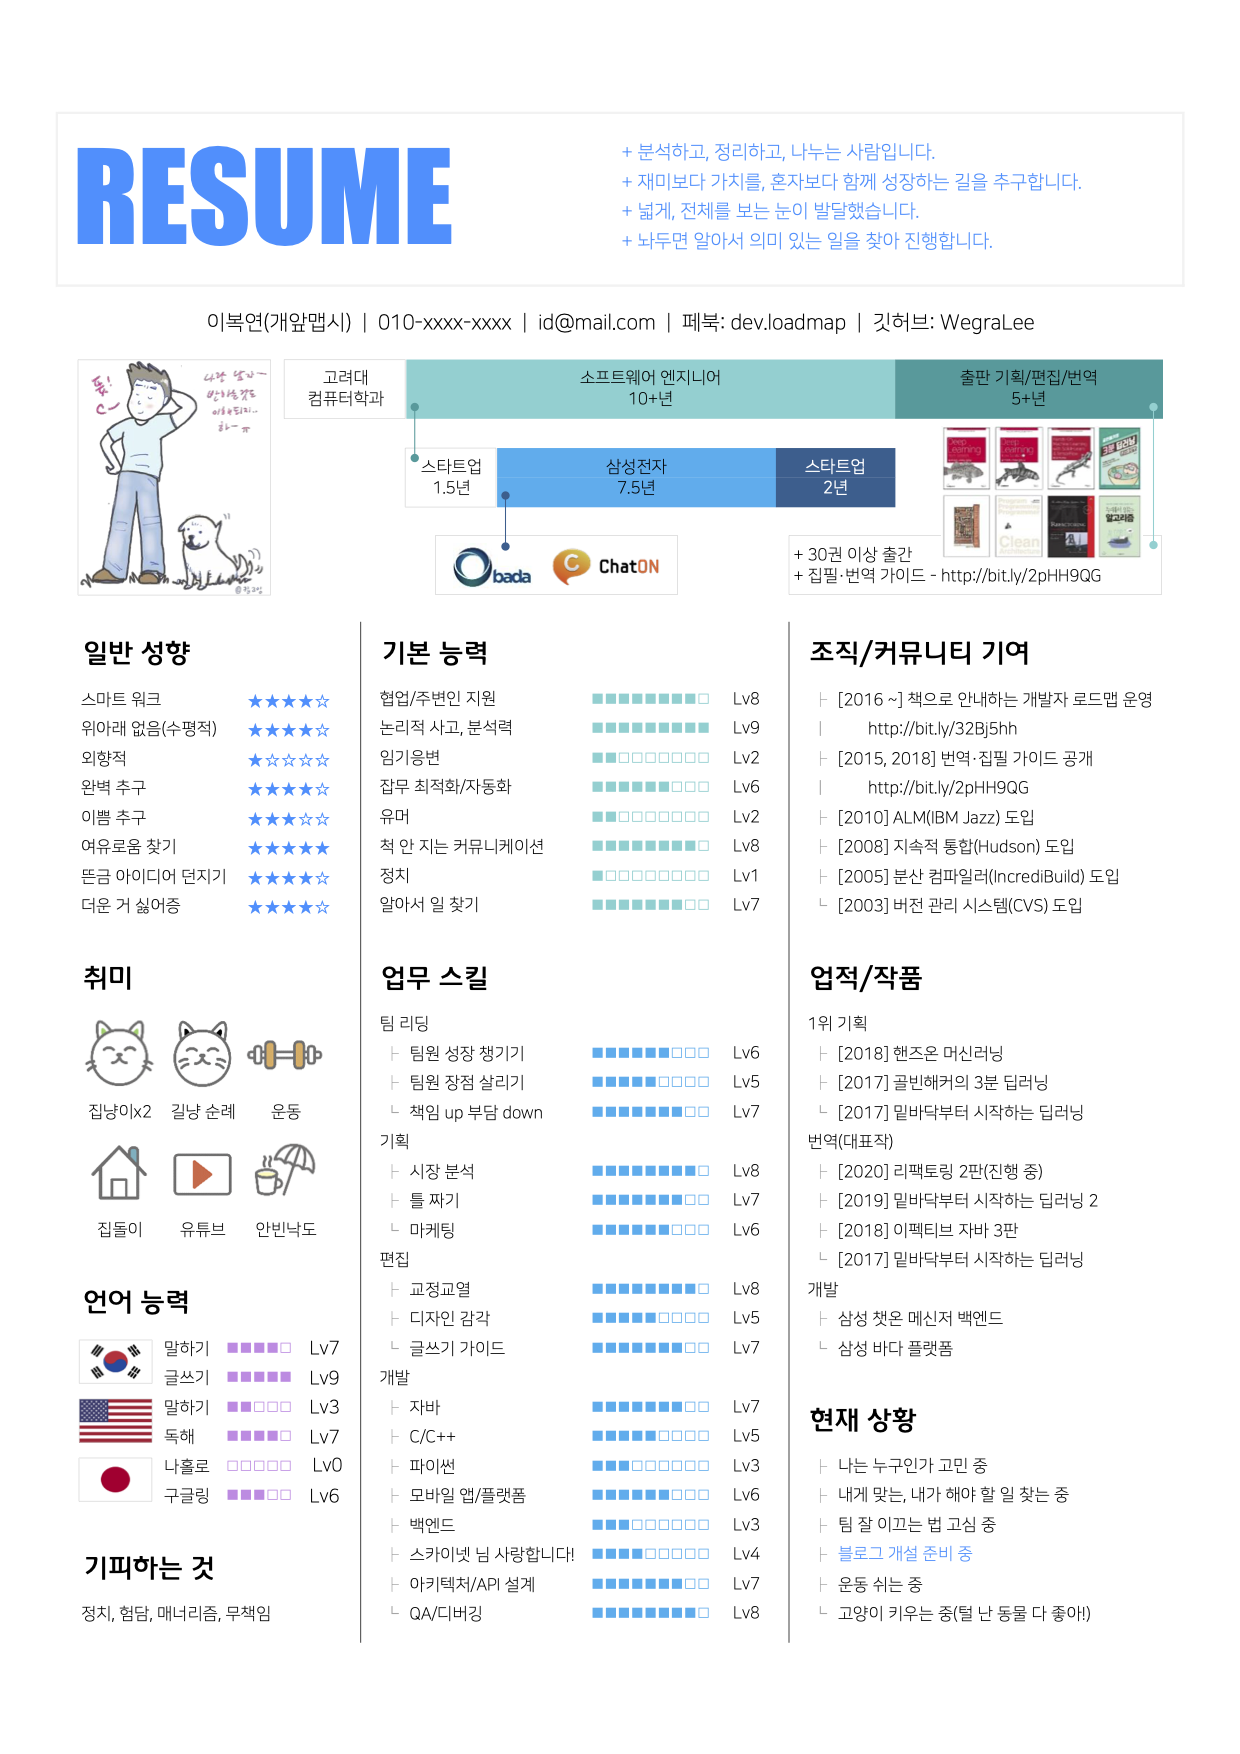 RESUME
+ 분석하고, 정리하고, 나누는 사람입니다.
+ 재미보다 가치를, 혼자보다 함께 성장하는 길을 추구합니다.
+ 넓게, 전체를 보는 눈이 발달했습니다.
+ 놔두면 알아서 의미 있는 일을 찾아 진행합니다.
이복연(개앞맵시) | 010-xxxx-xxxx | id@mail.com | 페북: dev.loadmap | 깃허브: WegraLee
고려대
컴퓨터학과
소프트웨어 엔지니어
10+년
출판 기획/편집/번역
5+년
스타트업
1.5년
삼성전자
7.5년
스타트업
2년
bada
ChatON
Deep Learning
3분 딥러닝
Clean
알고리즘
+ 30권 이상 출간
+ 집필·번역 가이드 - http://bit.ly/2pHH9QG
일반 성향
스마트 워크 ★★★★☆
위아래 없음(수평적) ★★★★☆
외향적 ★☆☆☆☆
완벽 추구 ★★★★☆
이쁨 추구 ★★★☆☆
여유로움 찾기 ★★★★★
뜬금 아이디어 던지기 ★★★★☆
더운 거 싫어증 ★★★★☆
취미
집냥이x2 길냥 순례 운동
집돌이 유튜브 안빈낙도
언어 능력
말하기 ■■■■□ Lv7
글쓰기 ■■■■■ Lv9
말하기 ■■□□□ Lv3
독해 ■■■■□ Lv7
나홀로 □□□□□ Lv0
구글링 ■■■□□ Lv6
기피하는 것
정치, 험담, 매너리즘, 무책임
기본 능력
협업/주변인 지원 ■■■■■■■■□ Lv8
논리적 사고, 분석력 ■■■■■■■■■ Lv9
임기응변 ■■□□□□□□□ Lv2
잡무 최적화/자동화 ■■■■■■□□□ Lv6
유머 ■■□□□□□□□ Lv2
척 안 지는 커뮤니케이션 ■■■■■■■■□ Lv8
정치 ■□□□□□□□□ Lv1
알아서 일 찾기 ■■■■■■■□□ Lv7
업무 스킬
팀 리딩
├ 팀원 성장 챙기기 ■■■■■■□□□ Lv6
├ 팀원 장점 살리기 ■■■■■□□□□ Lv5
└ 책임 up 부담 down ■■■■■■■□□ Lv7
기획
├ 시장 분석 ■■■■■■■■□ Lv8
├ 틀 짜기 ■■■■■■■□□ Lv7
└ 마케팅 ■■■■■■□□□ Lv6
편집
├ 교정교열 ■■■■■■■■□ Lv8
├ 디자인 감각 ■■■■■□□□□ Lv5
└ 글쓰기 가이드 ■■■■■■■□□ Lv7
개발
├ 자바 ■■■■■■■□□ Lv7
├ C/C++ ■■■■■□□□□ Lv5
├ 파이썬 ■■■□□□□□□ Lv3
├ 모바일 앱/플랫폼 ■■■■■■□□□ Lv6
├ 백엔드 ■■■□□□□□□ Lv3
├ 스카이넷 님 사랑합니다! ■■■■□□□□□ Lv4
├ 아키텍처/API 설계 ■■■■■■■□□ Lv7
└ QA/디버깅 ■■■■■■■■□ Lv8
조직/커뮤니티 기여
├ [2016 ~] 책으로 안내하는 개발자 로드맵 운영
| http://bit.ly/32Bj5hh
├ [2015, 2018] 번역·집필 가이드 공개
| http://bit.ly/2pHH9QG
├ [2010] ALM(IBM Jazz) 도입
├ [2008] 지속적 통합(Hudson) 도입
├ [2005] 분산 컴파일러(IncrediBuild) 도입
└ [2003] 버전 관리 시스템(CVS) 도입
업적/작품
1위 기획
├ [2018] 핸즈온 머신러닝
├ [2017] 골빈해커의 3분 딥러닝
└ [2017] 밑바닥부터 시작하는 딥러닝
번역(대표작)
├ [2020] 리팩토링 2판(진행 중)
├ [2019] 밑바닥부터 시작하는 딥러닝 2
├ [2018] 이펙티브 자바 3판
└ [2017] 밑바닥부터 시작하는 딥러닝
개발
├ 삼성 챗온 메신저 백엔드
└ 삼성 바다 플랫폼
현재 상황
├ 나는 누구인가 고민 중
├ 내게 맞는, 내가 해야 할 일 찾는 중
├ 팀 잘 이끄는 법 고심 중
├ 블로그 개설 준비 중
├ 운동 쉬는 중
└ 고양이 키우는 중(털 난 동물 다 좋아!)